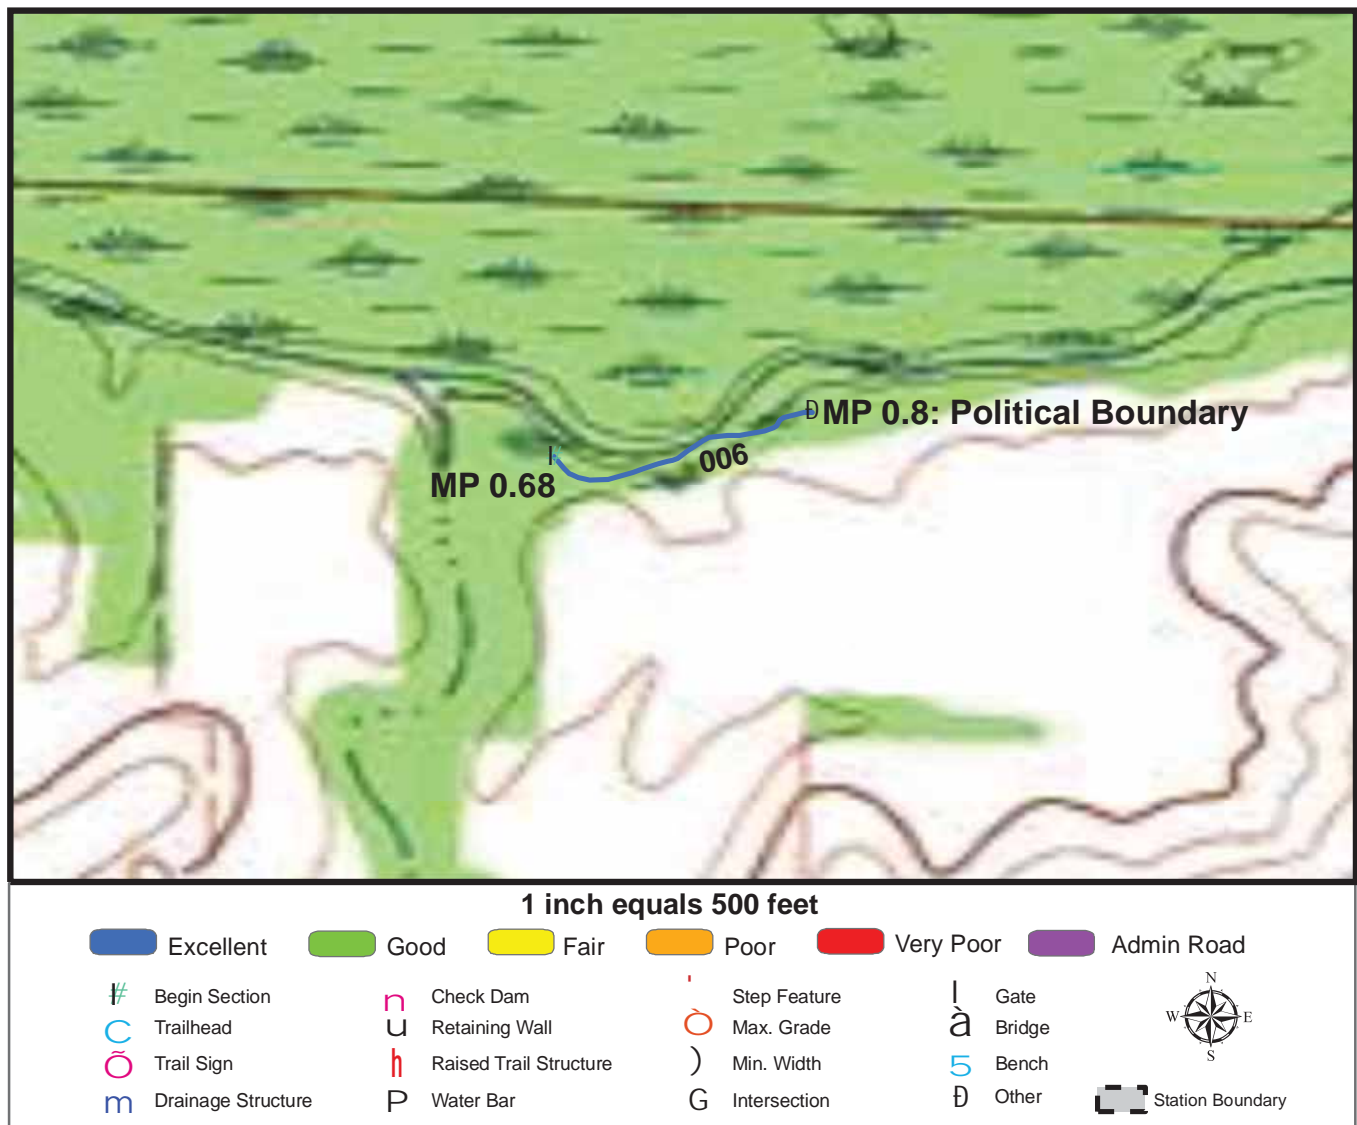 Ð MP 0.8: Political Boundary
006
MP 0.68
1 inch equals 500 feet
Excellent Good Fair Poor Very Poor Admin Road
# Begin Section n Check Dam ' Step Feature I Gate
C Trailhead u Retaining Wall Ò Max. Grade à Bridge
Õ Trail Sign h Raised Trail Structure ) Min. Width 5 Bench
m Drainage Structure P Water Bar G Intersection Ð Other
N
W E
S
Station Boundary